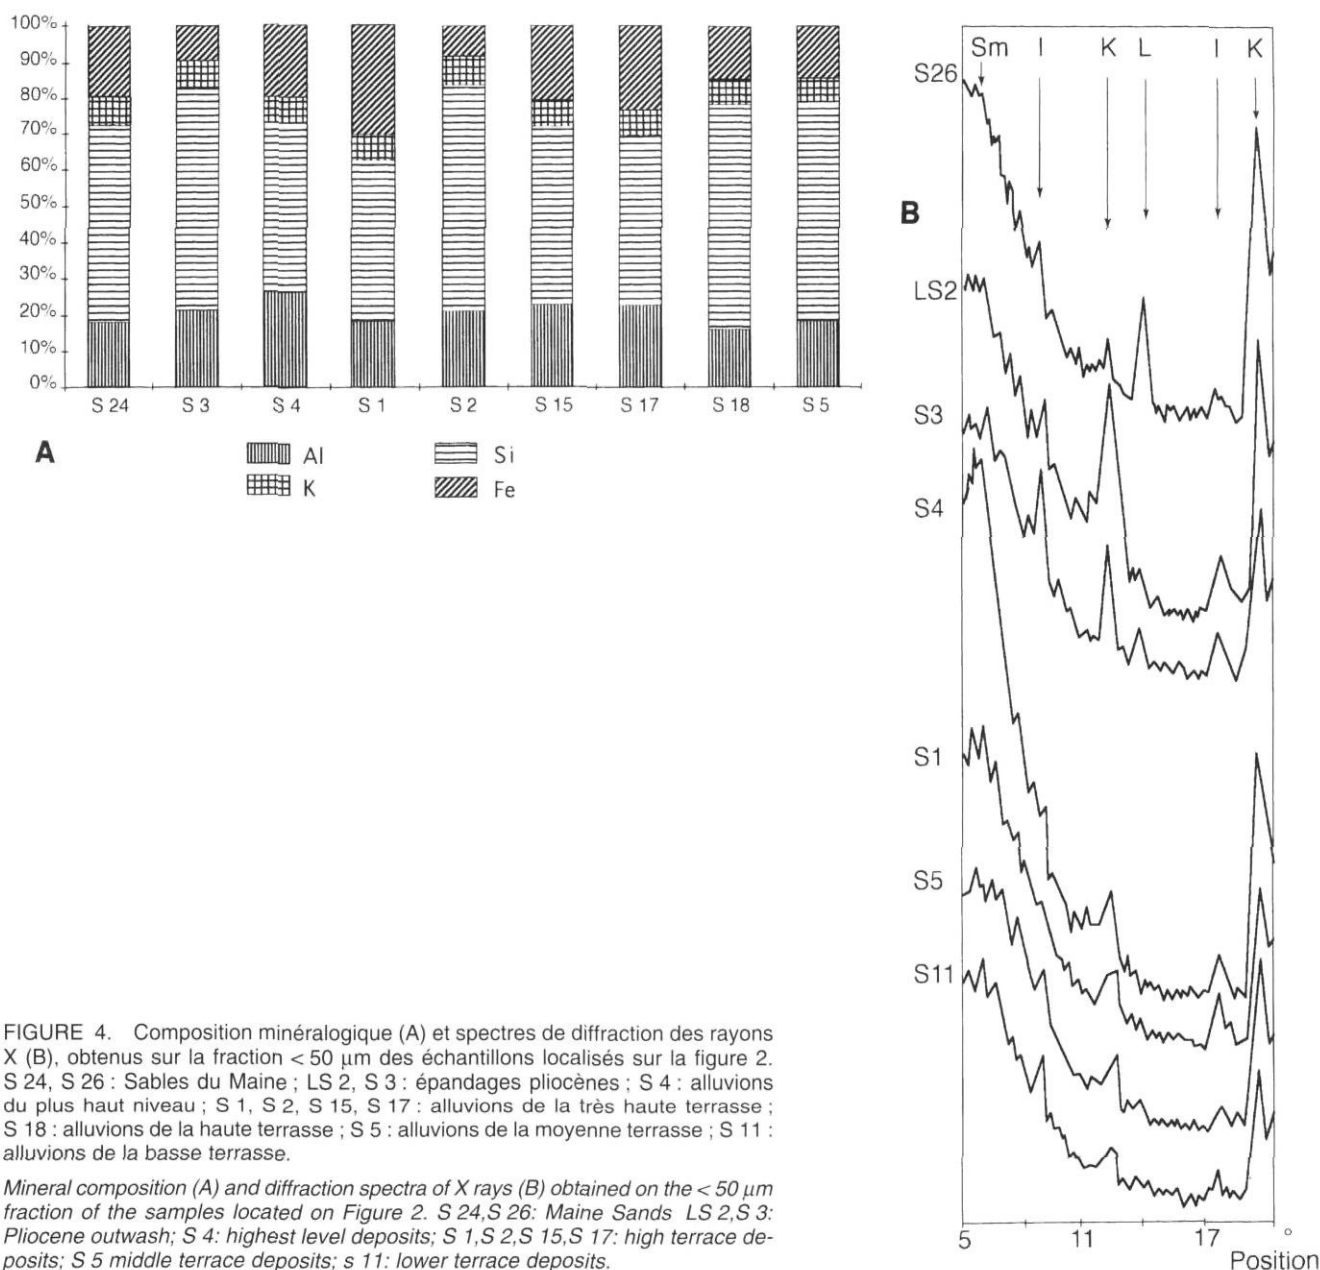 100%
90%
80%
70%
60%
50%
40%
30%
20%
10%
0%
S 24 S 3 S 4 S 1 S 2 S 15 S 17 S 18 S 5
A
Al Si
K Fe
B
Sm I K L I K
S26
LS2
S3
S4
S1
S5
S11
5 11 17 °
Position
FIGURE 4. Composition minéralogique (A) et spectres de diffraction des rayons
X (B), obtenus sur la fraction < 50 μm des échantillons localisés sur la figure 2.
S 24, S 26 : Sables du Maine ; LS 2, S 3 : épandages pliocènes ; S 4 : alluvions
du plus haut niveau ; S 1, S 2, S 15, S 17 : alluvions de la très haute terrasse ;
S 18 : alluvions de la haute terrasse ; S 5 : alluvions de la moyenne terrasse ; S 11 :
alluvions de la basse terrasse.
Mineral composition (A) and diffraction spectra of X rays (B) obtained on the < 50 μm
fraction of the samples located on Figure 2. S 24,S 26: Maine Sands LS 2,S 3:
Pliocene outwash; S 4: highest level deposits; S 1,S 2,S 15,S 17: high terrace de-
posits; S 5 middle terrace deposits; s 11: lower terrace deposits.